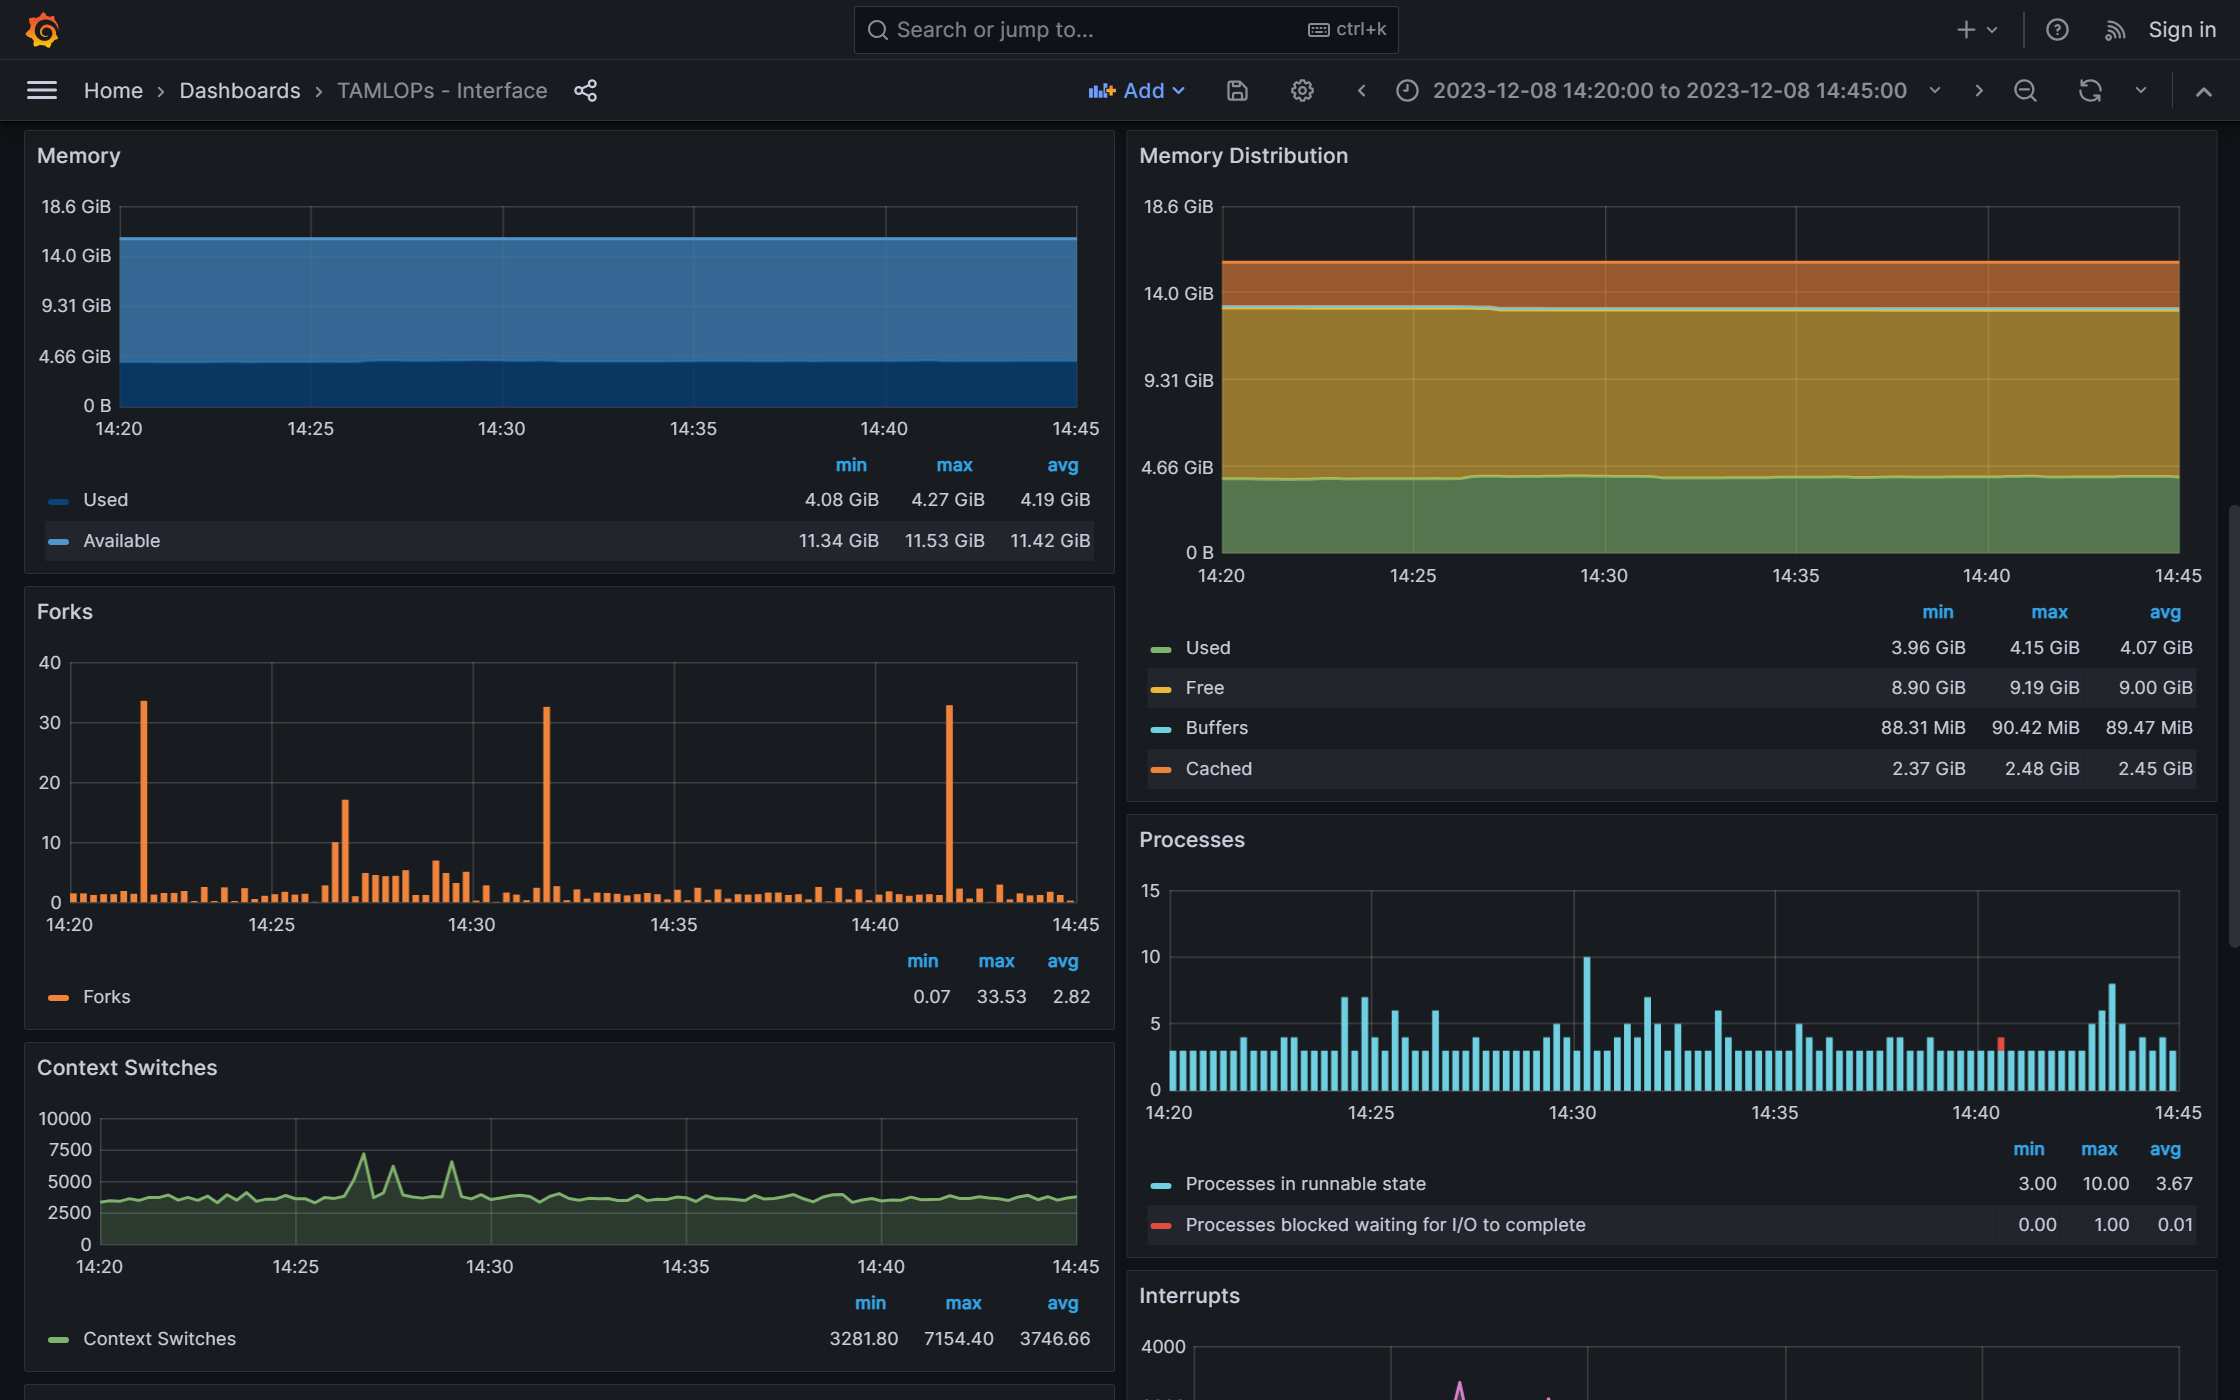 Search or jump to... ctrl+k Sign in
Home › Dashboards › TAMLOPs - Interface Add 2023-12-08 14:20:00 to 2023-12-08 14:45:00
Memory
18.6 GiB
14.0 GiB
9.31 GiB
4.66 GiB
0 B
14:20 14:25 14:30 14:35 14:40 14:45
min max avg
Used 4.08 GiB 4.27 GiB 4.19 GiB
Available 11.34 GiB 11.53 GiB 11.42 GiB
Memory Distribution
18.6 GiB
14.0 GiB
9.31 GiB
4.66 GiB
0 B
14:20 14:25 14:30 14:35 14:40 14:45
min max avg
Used 3.96 GiB 4.15 GiB 4.07 GiB
Free 8.90 GiB 9.19 GiB 9.00 GiB
Buffers 88.31 MiB 90.42 MiB 89.47 MiB
Cached 2.37 GiB 2.48 GiB 2.45 GiB
Forks
40
30
20
10
0
14:20 14:25 14:30 14:35 14:40 14:45
min max avg
Forks 0.07 33.53 2.82
Processes
15
10
5
0
14:20 14:25 14:30 14:35 14:40 14:45
min max avg
Processes in runnable state 3.00 10.00 3.67
Processes blocked waiting for I/O to complete 0.00 1.00 0.01
Context Switches
10000
7500
5000
2500
0
14:20 14:25 14:30 14:35 14:40 14:45
min max avg
Context Switches 3281.80 7154.40 3746.66
Interrupts
4000